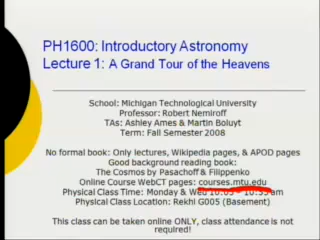 PH1600: Introductory Astronomy
Lecture 1: A Grand Tour of the Heavens
School: Michigan Technological University
Professor: Robert Nemiroff
TAs: Ashley Ames & Martin Boluyt
Term: Fall Semester 2008
No formal book: Only lectures, Wikipedia pages, & APOD pages
Good background reading book:
The Cosmos by Pasachoff & Filippenko
Online Course WebCT pages: courses.mtu.edu
Physical Class Time: Monday & Wed am
Physical Class Location: Rekhi G005 (Basement)
This class can be taken online ONLY, class attendance is not
required!